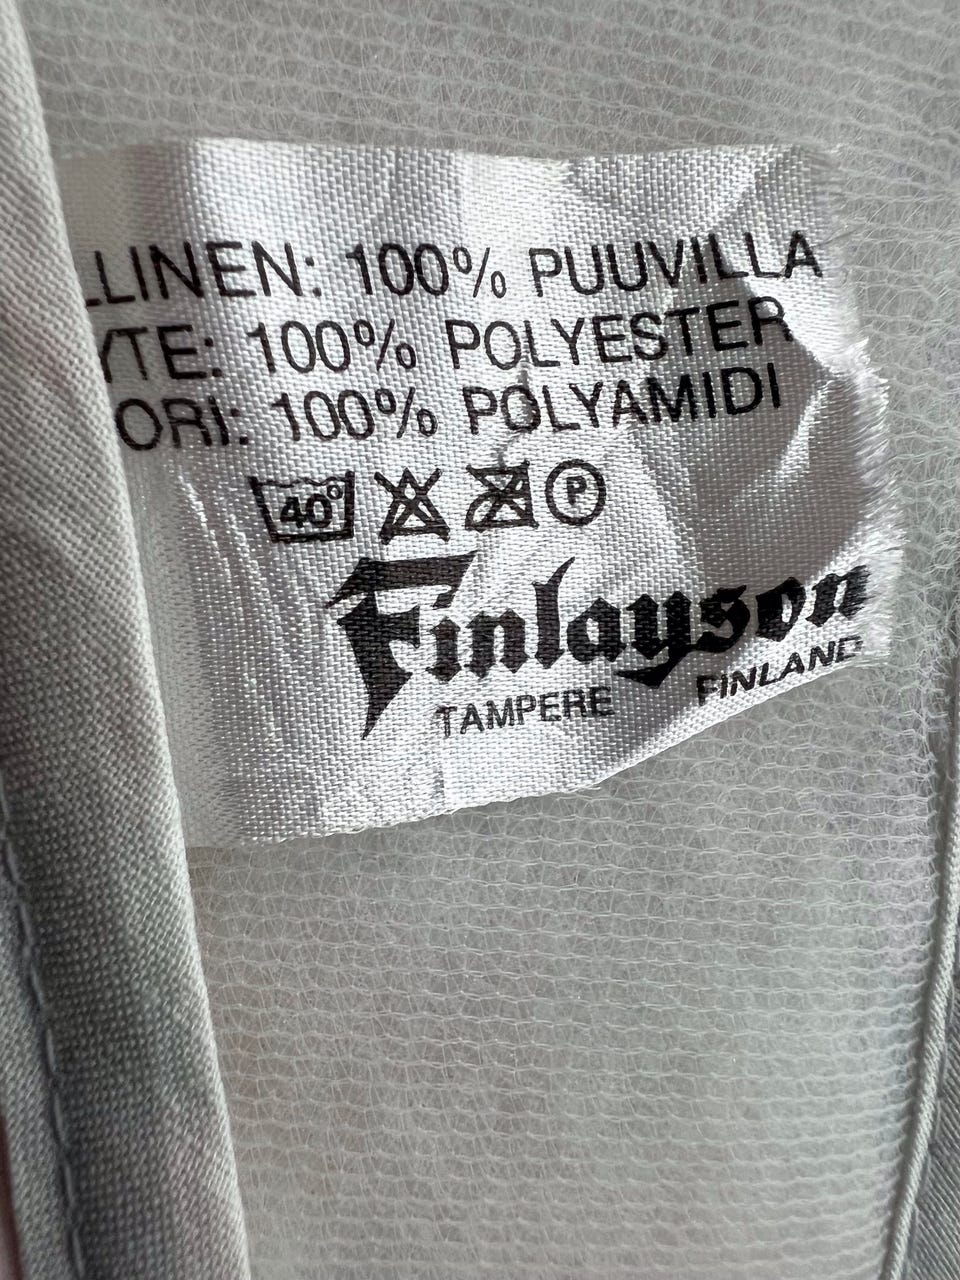 LLINEN: 100% PUUVILLA
YTE: 100% POLYESTER
ORI: 100% POLYAMIDI
40° P
Finlayson
TAMPERE FINLAND